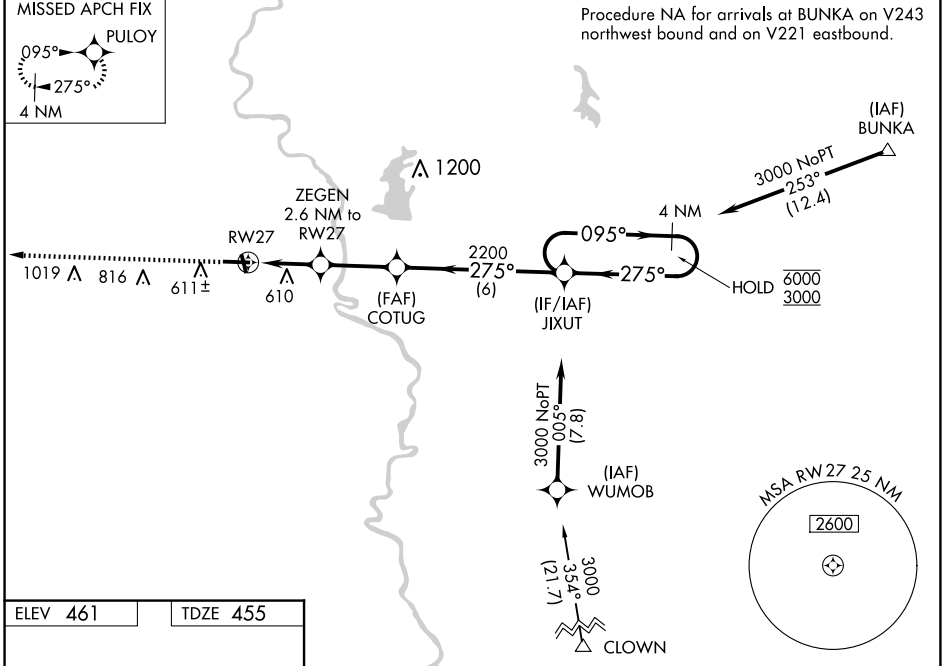 MISSED APCH FIX
PULOY
095°
275°
4 NM
Procedure NA for arrivals at BUNKA on V243
northwest bound and on V221 eastbound.
(IAF)
BUNKA
3000 NoPT
253°
(12.4)
1200
ZEGEN
2.6 NM to
RW27
RW27
4 NM
095°
2200
275°
(6)
275°
HOLD
6000
3000
1019
816
611±
610
(FAF)
COTUG
(IF/IAF)
JIXUT
3000 NoPT
005°
(7.8)
(IAF)
WUMOB
3000
354°
(21.7)
CLOWN
MSA RW27 25 NM
2600
ELEV 461
TDZE 455